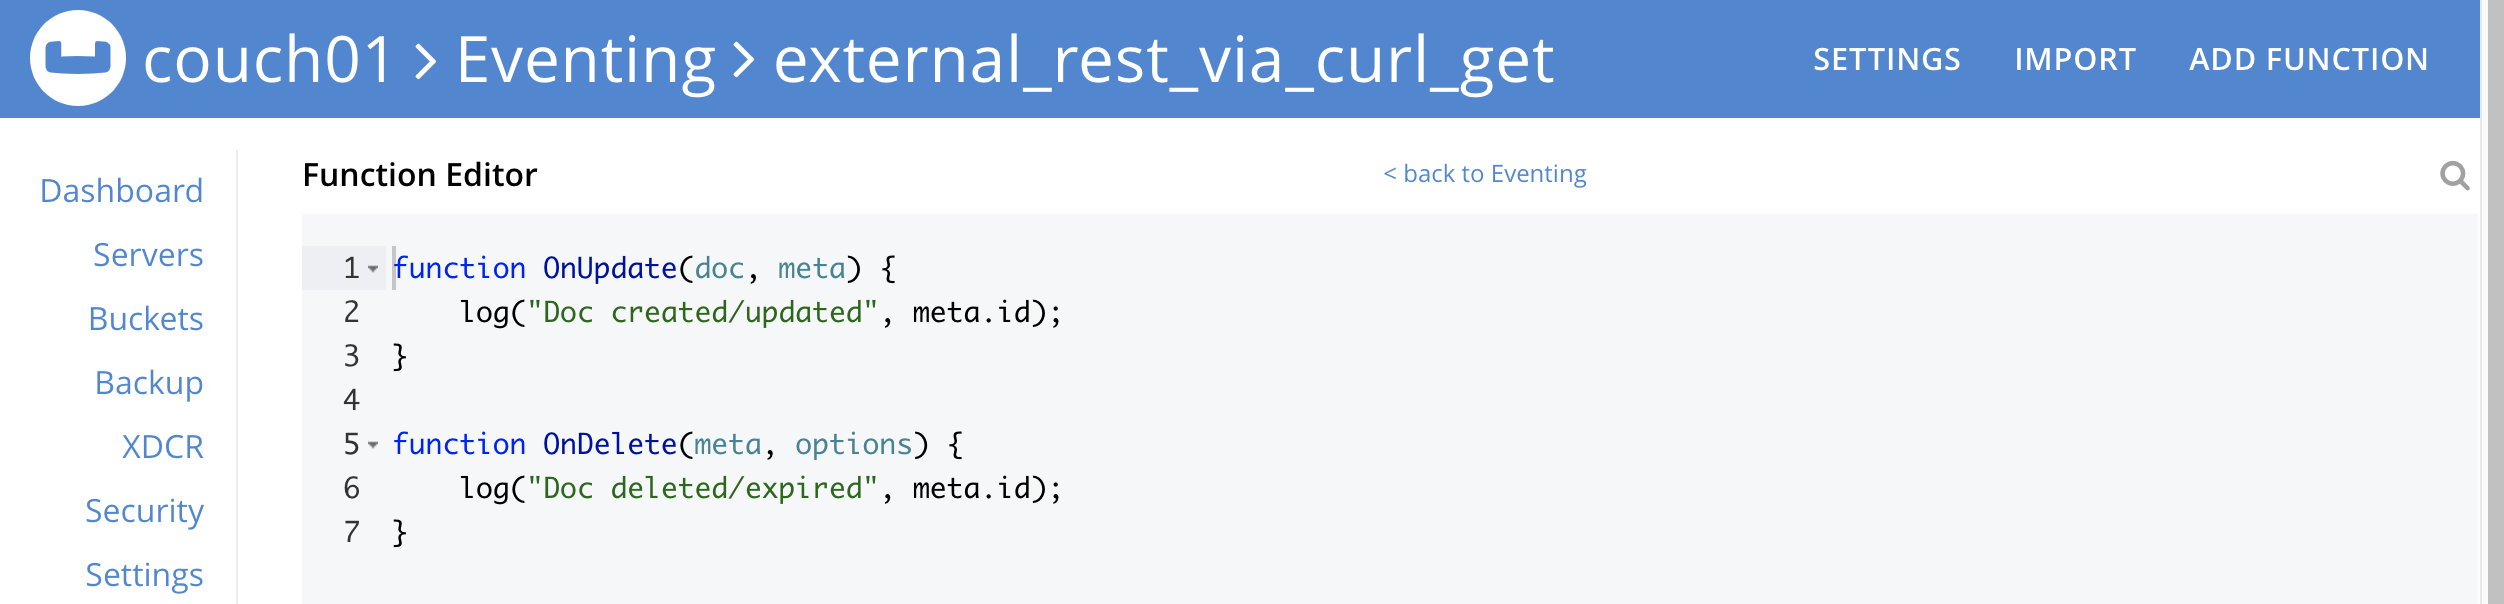 couch01 > Eventing > external_rest_via_curl_get SETTINGS IMPORT ADD FUNCTION
Dashboard
Servers
Buckets
Backup
XDCR
Security
Settings
Function Editor < back to Eventing
1 function OnUpdate(doc, meta) {
2     log("Doc created/updated", meta.id);
3 }
4
5 function OnDelete(meta, options) {
6     log("Doc deleted/expired", meta.id);
7 }